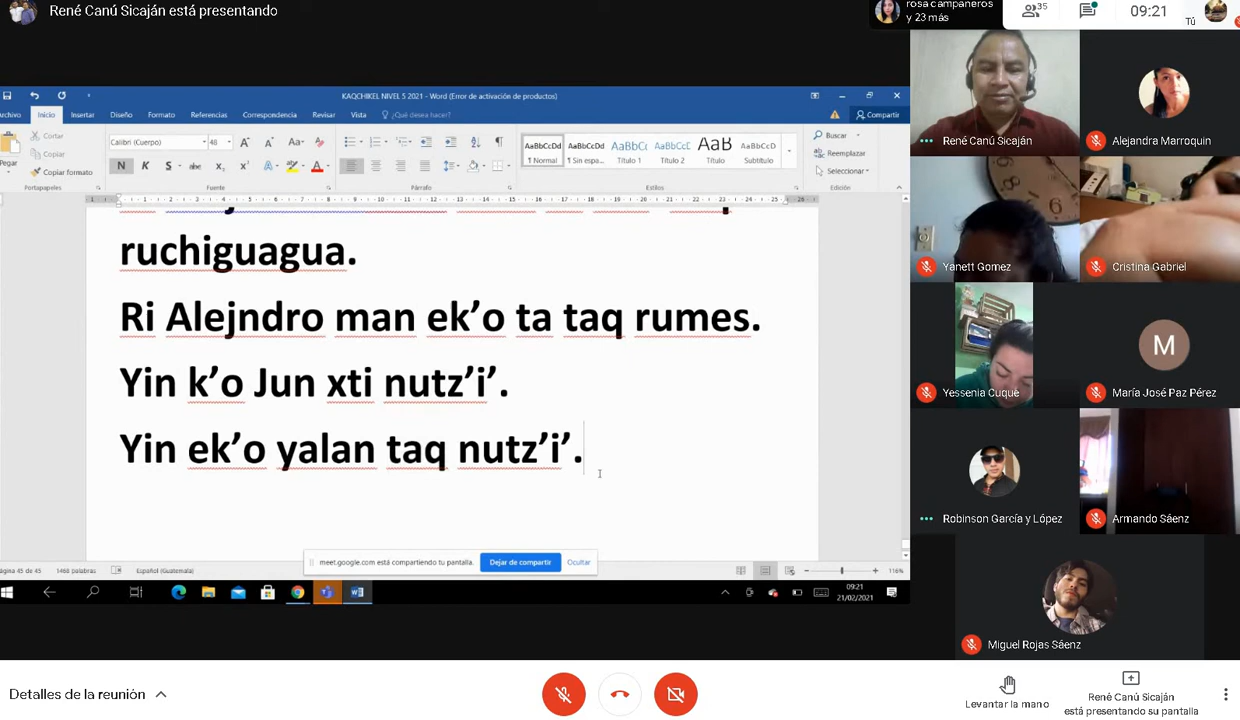 René Canú Sicaján está presentando
rosa campaneros
y 23 más
35
09:21
Tú
KAQCHIKEL NIVEL 5 2021 - Word (Error de activación de productos)
Archivo Inicio Insertar Diseño Formato Referencias Correspondencia Revisar Vista ¿Qué desea hacer? Compartir
Pegar
Cortar
Copiar
Copiar formato
Portapapeles
Calibri (Cuerpo) 48
Fuente
Párrafo
AaBbCcDd AaBbCcDd AaBbCc AaBbCcD AaB AaBbCcD
¶ Normal ¶ Sin espa... Título 1 Título 2 Título Subtítulo
Estilos
Buscar
Reemplazar
Seleccionar
Edición
ruchiguagua.
Ri Alejndro man ek’o ta taq rumes.
Yin k’o Jun xti nutz’i’.
Yin ek’o yalan taq nutz’i’.
meet.google.com está compartiendo tu pantalla. Dejar de compartir Ocultar
Página 45 de 45 1468 palabras Español (Guatemala) 116%
09:21
21/02/2021
René Canú Sicaján
Alejandra Marroquin
Yanett Gomez
Cristina Gabriel
Yessenia Cuque
M
María José Paz Pérez
Robinson García y López
Armando Sáenz
Miguel Rojas Sáenz
Detalles de la reunión
Levantar la mano
René Canú Sicaján
está presentando su pantalla